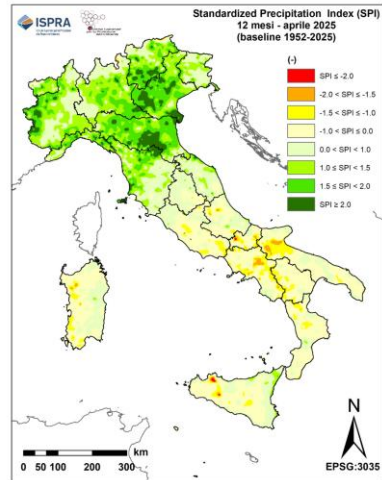 ISPRA
Standardized Precipitation Index (SPI)
12 mesi - aprile 2025
(baseline 1952-2025)
(-)
SPI ≤ -2.0
-2.0 < SPI ≤ -1.5
-1.5 < SPI ≤ -1.0
-1.0 < SPI ≤ 0.0
0.0 < SPI < 1.0
1.0 ≤ SPI < 1.5
1.5 ≤ SPI < 2.0
SPI ≥ 2.0
N
km
0 50 100 200 300
EPSG:3035